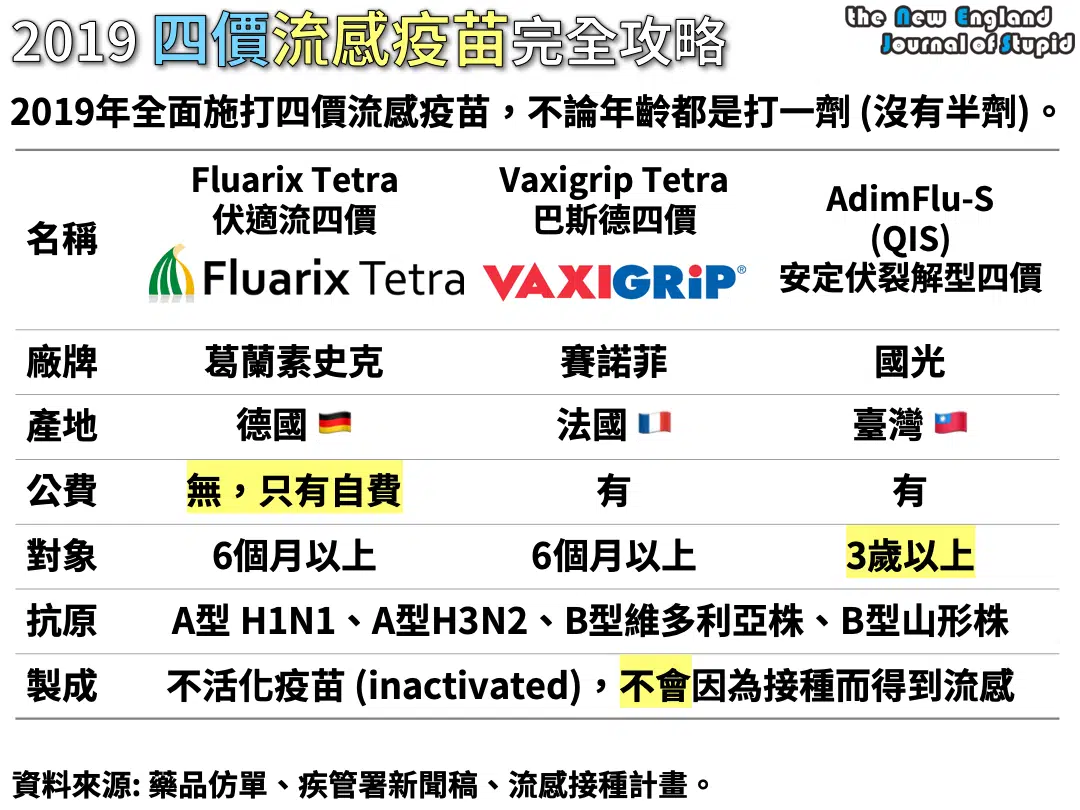 2019 四價流感疫苗完全攻略
the New England
Journal of Stupid
2019年全面施打四價流感疫苗，不論年齡都是打一劑 (沒有半劑)。
名稱
Fluarix Tetra
伏適流四價
Fluarix Tetra
Vaxigrip Tetra
巴斯德四價
VAXIGRiP®
AdimFlu-S
(QIS)
安定伏裂解型四價
廠牌 葛蘭素史克 賽諾菲 國光
產地 德國 法國 臺灣
公費 無，只有自費 有 有
對象 6個月以上 6個月以上 3歲以上
抗原 A型 H1N1、A型H3N2、B型維多利亞株、B型山形株
製成 不活化疫苗 (inactivated)，不會因為接種而得到流感
資料來源: 藥品仿單、疾管署新聞稿、流感接種計畫。